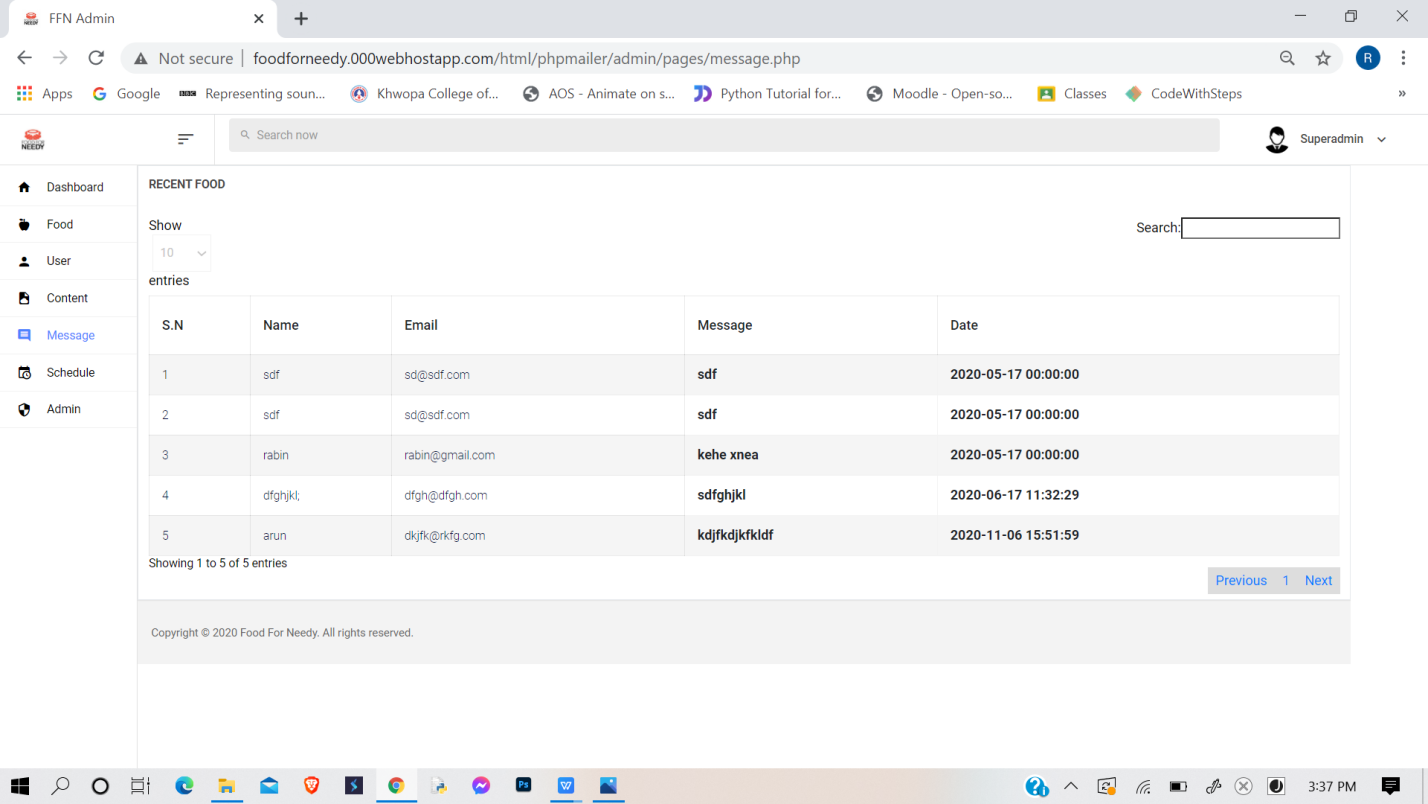 FFN Admin
Not secure | foodforneedy.000webhostapp.com/html/phpmailer/admin/pages/message.php
R
Apps Google BBC Representing soun... Khwopa College of... AOS - Animate on s... Python Tutorial for... Moodle - Open-so... Classes CodeWithSteps »
NEEDY
Search now
Superadmin
Dashboard
Food
User
Content
Message
Schedule
Admin
RECENT FOOD
Show
10
entries
Search:
S.N Name Email Message Date
1 sdf sd@sdf.com sdf 2020-05-17 00:00:00
2 sdf sd@sdf.com sdf 2020-05-17 00:00:00
3 rabin rabin@gmail.com kehe xnea 2020-05-17 00:00:00
4 dfghjkl; dfgh@dfgh.com sdfghjkl 2020-06-17 11:32:29
5 arun dkjfk@rkfg.com kdjfkdjkfkldf 2020-11-06 15:51:59
Showing 1 to 5 of 5 entries
Previous 1 Next
Copyright © 2020 Food For Needy. All rights reserved.
Ps W 3:37 PM